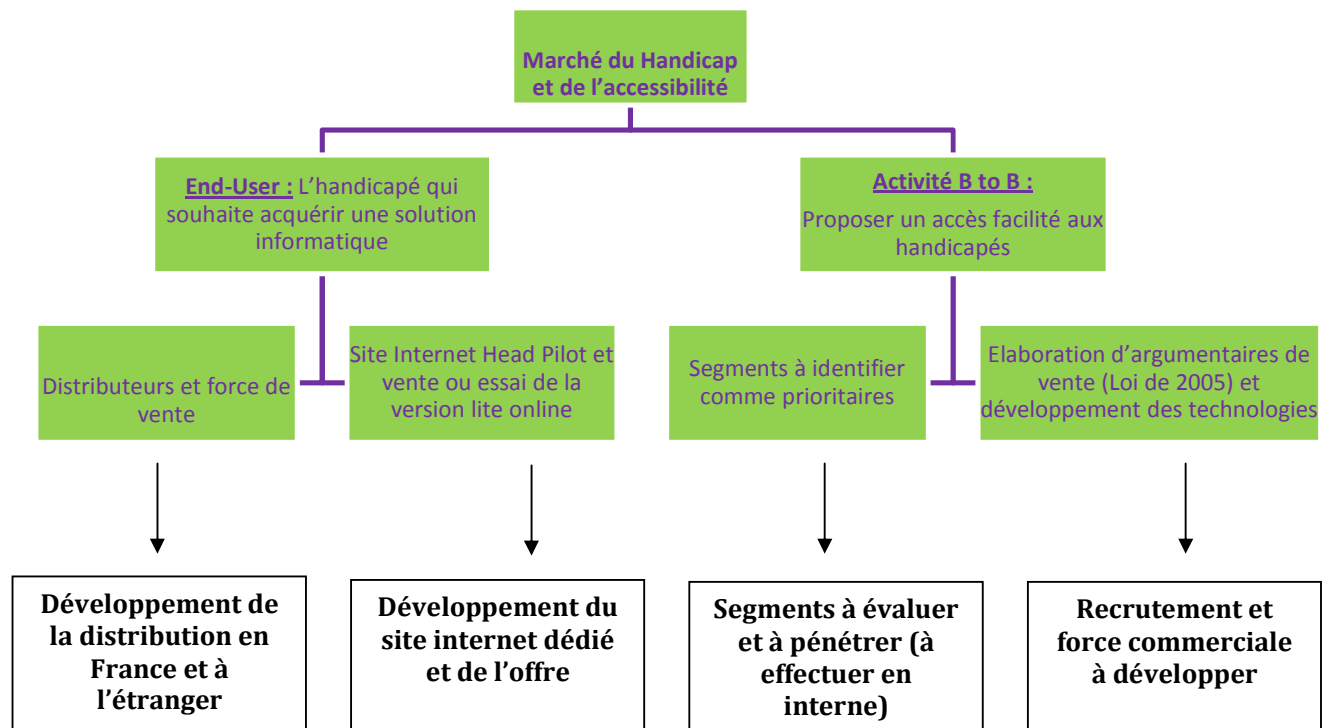 Marché du Handicap
et de l’accessibilité
End-User : L’handicapé qui
souhaite acquérir une solution
informatique
Activité B to B :
Proposer un accès facilité aux
handicapés
Distributeurs et force de
vente
Site Internet Head Pilot et
vente ou essai de la
version lite online
Segments à identifier
comme prioritaires
Elaboration d’argumentaires de
vente (Loi de 2005) et
développement des technologies
Développement de
la distribution en
France et à
l’étranger
Développement du
site internet dédié
et de l’offre
Segments à évaluer
et à pénétrer (à
effectuer en
interne)
Recrutement et
force commerciale
à développer